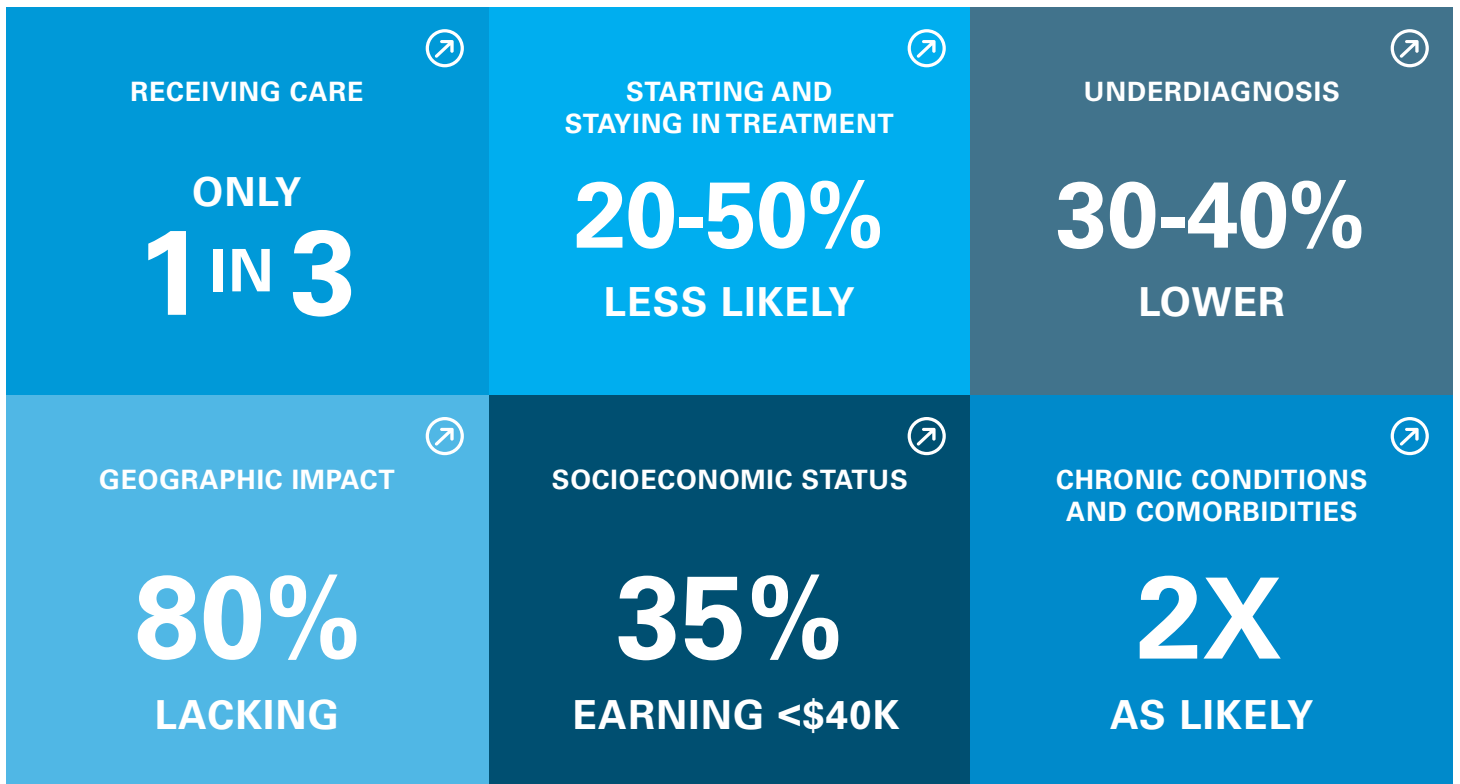 RECEIVING CARE
ONLY
1 IN 3
STARTING AND
STAYING IN TREATMENT
20-50%
LESS LIKELY
UNDERDIAGNOSIS
30-40%
LOWER
GEOGRAPHIC IMPACT
80%
LACKING
SOCIOECONOMIC STATUS
35%
EARNING <$40K
CHRONIC CONDITIONS
AND COMORBIDITIES
2X
AS LIKELY